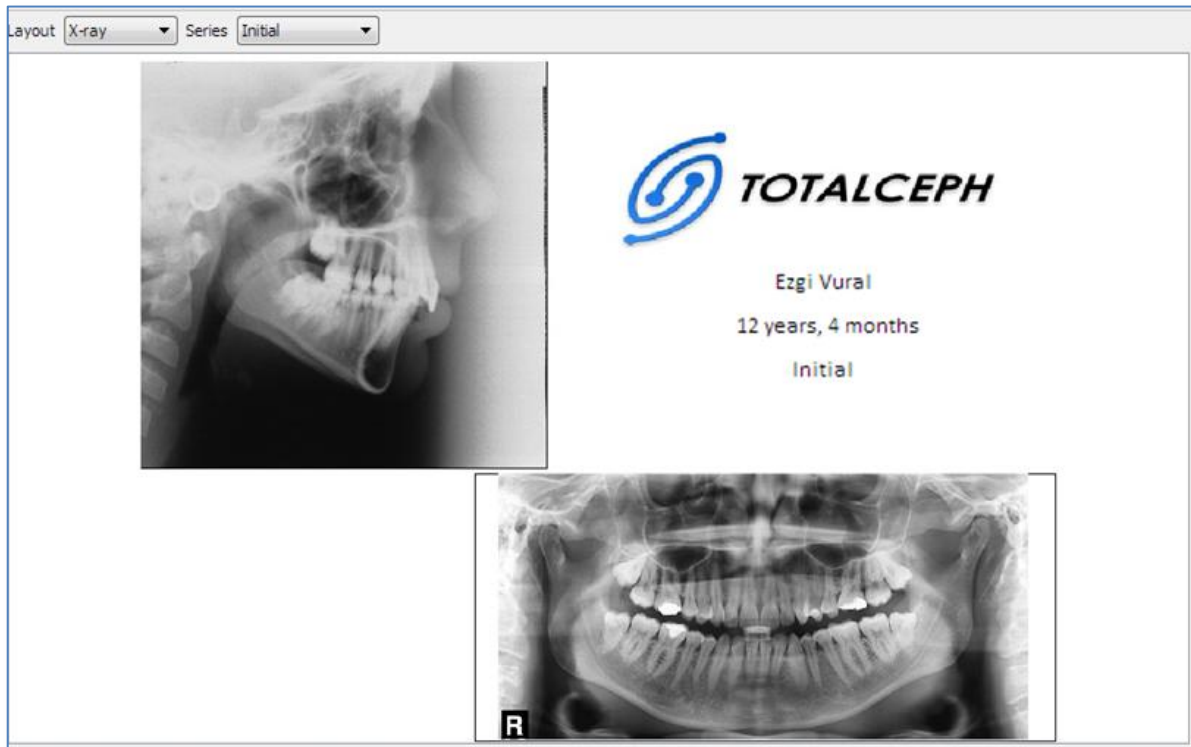 Layout X-ray Series Initial
TOTALCEPH
Ezgi Vural
12 years, 4 months
Initial
R